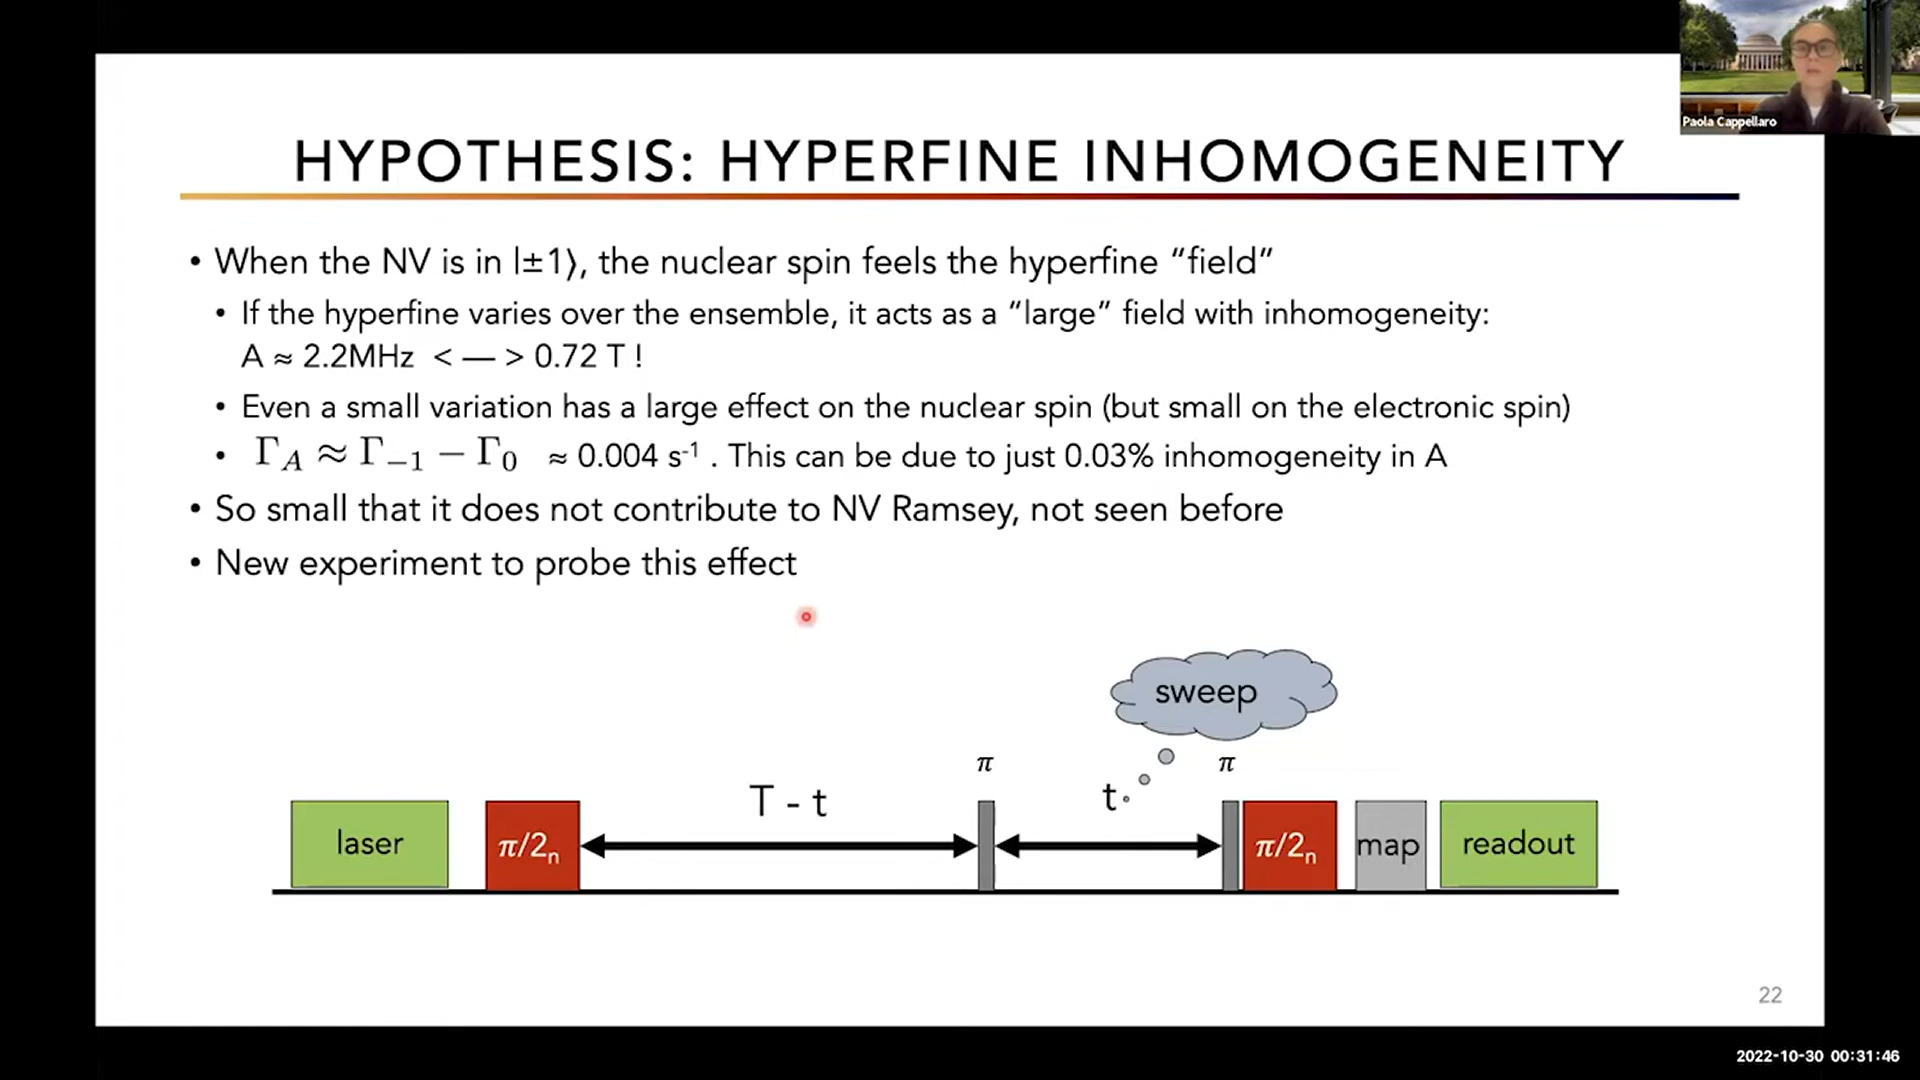 Paola Cappellaro
HYPOTHESIS: HYPERFINE INHOMOGENEITY
• When the NV is in |±1⟩, the nuclear spin feels the hyperfine “field”
• If the hyperfine varies over the ensemble, it acts as a “large” field with inhomogeneity:
A ≈ 2.2MHz < — > 0.72 T !
• Even a small variation has a large effect on the nuclear spin (but small on the electronic spin)
• Γ_A ≈ Γ₋₁ − Γ₀ ≈ 0.004 s⁻¹ . This can be due to just 0.03% inhomogeneity in A
• So small that it does not contribute to NV Ramsey, not seen before
• New experiment to probe this effect
sweep
π π
T - t t
laser π/2ₙ π/2ₙ map readout
22
2022-10-30 00:31:46